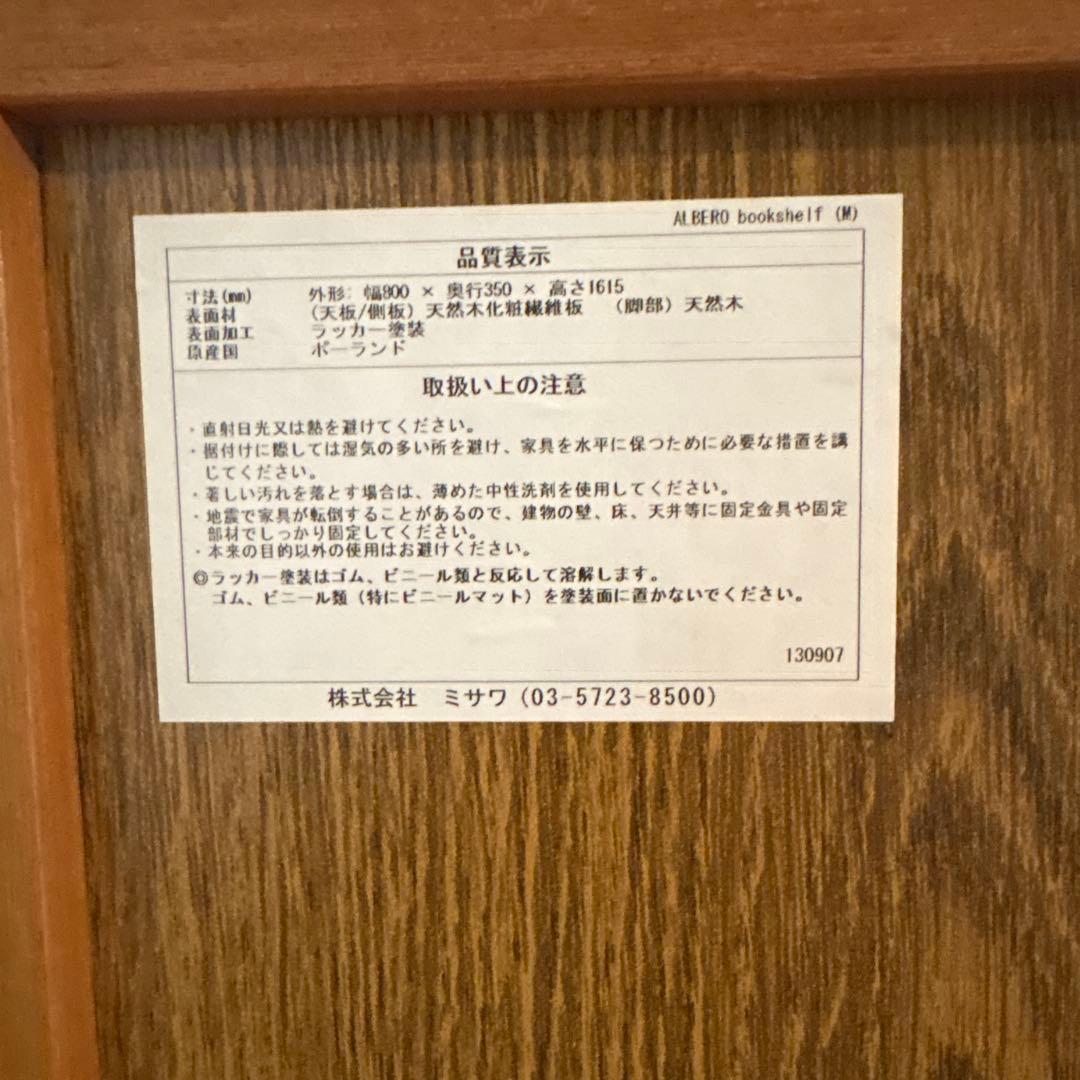 ALBERO bookshelf (M)
品質表示
寸法(mm) 外形: 幅800 × 奥行350 × 高さ1615
表面材 (天板/側板) 天然木化粧繊維板 (脚部) 天然木
表面加工 ラッカー塗装
原産国 ポーランド
取扱い上の注意
・直射日光又は熱を避けてください。
・据付けに際しては湿気の多い所を避け、家具を水平に保つために必要な措置を講
じてください。
・著しい汚れを落とす場合は、薄めた中性洗剤を使用してください。
・地震で家具が転倒することがあるので、建物の壁、床、天井等に固定金具や固定
部材でしっかり固定してください。
・本来の目的以外の使用はお避けください。
◎ラッカー塗装はゴム、ビニール類と反応して溶解します。
ゴム、ビニール類（特にビニールマット）を塗装面に置かないでください。
130907
株式会社 ミサワ (03-5723-8500)